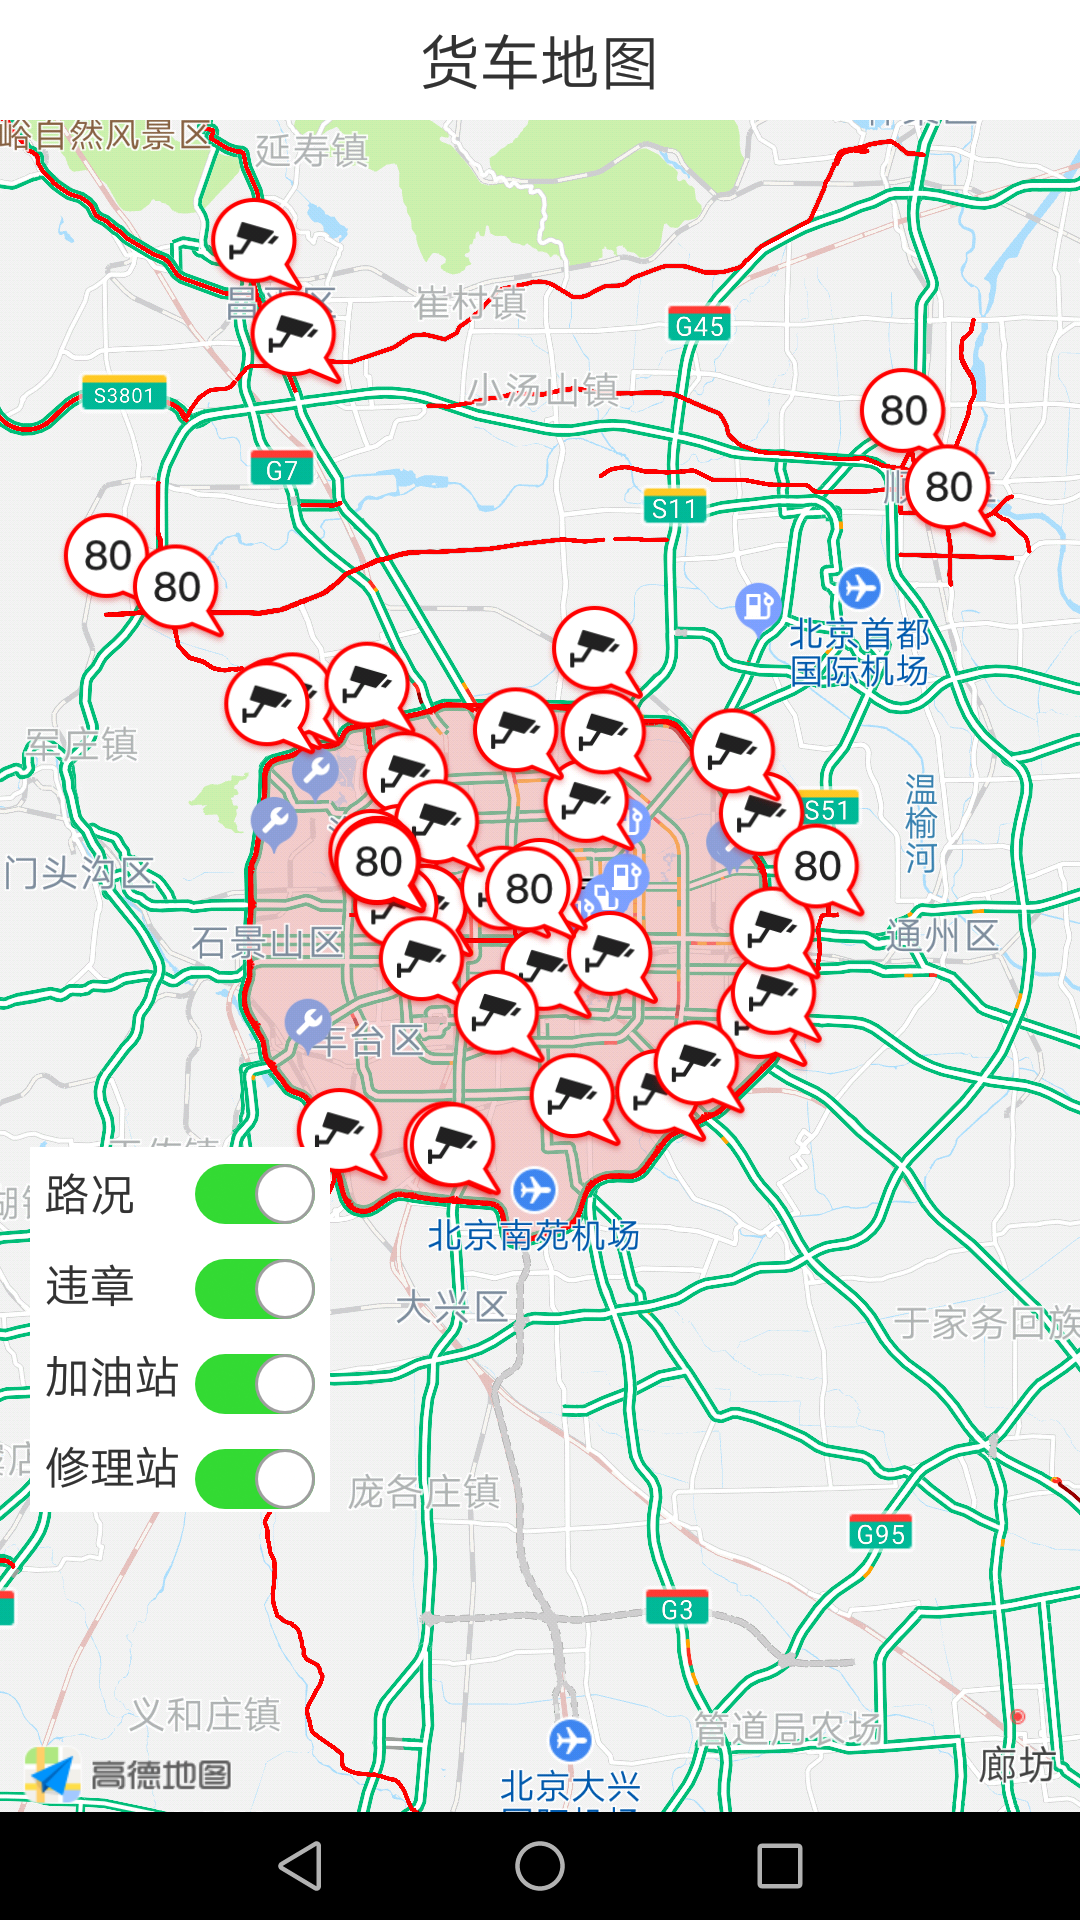 货车地图
峪自然风景区
延寿镇
昌平区
崔村镇
G45
小汤山镇
S3801
80
G7
80
S11
80
80
北京首都
国际机场
军庄镇
S51
温榆河
80
80
80
门头沟区
石景山区
通州区
丰台区
路况
北京南苑机场
违章
大兴区
于家务回族
加油站
修理站
庞各庄镇
G95
G3
义和庄镇
管道局农场
廊坊
高德地图
北京大兴